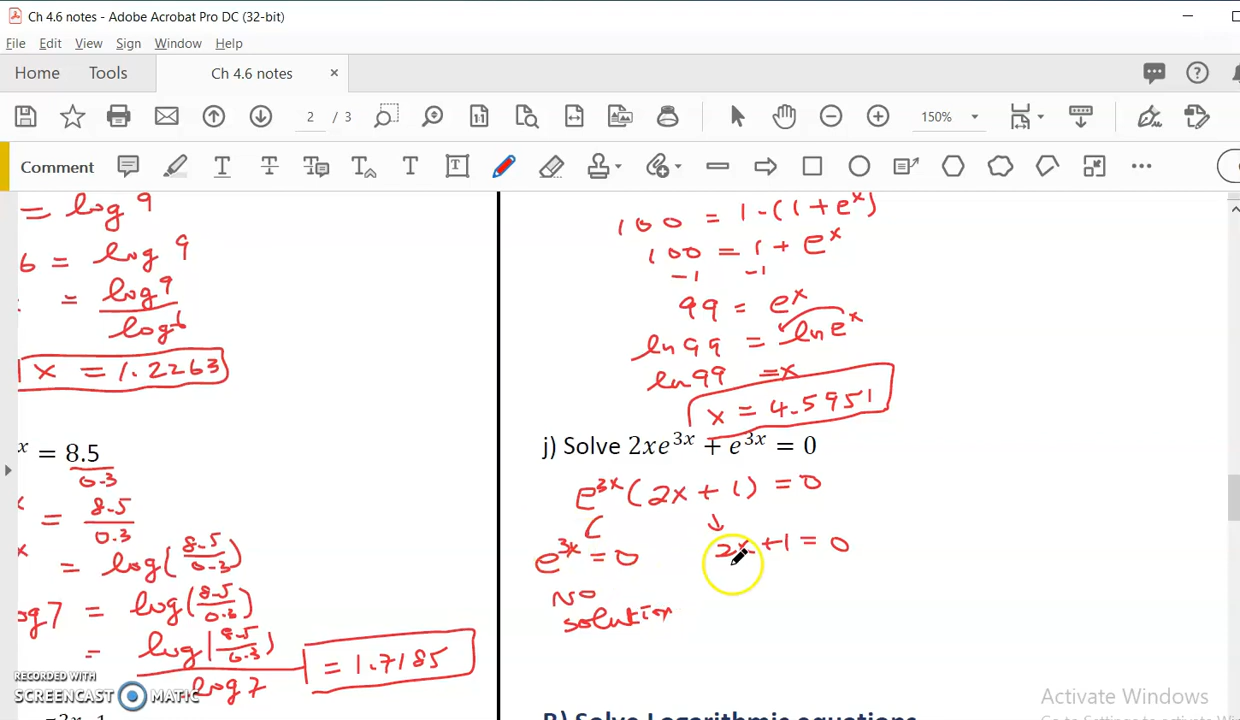 Ch 4.6 notes - Adobe Acrobat Pro DC (32-bit)
File Edit View Sign Window Help
Home Tools Ch 4.6 notes ×
2 / 3 150%
Comment
= log 9
6 = log 9
= log 9
log 6
x = 1.2263
x = 8.5
0.3
x = 8.5
0.3
x = log(8.5/0.3)
log7 = log(8.5/0.3)
= log(8.5/0.3) = 1.7185
log 7
100 = 1·(1+e^x)
100 = 1 + e^x
-1 -1
99 = e^x
ln 99 = ln e^x
ln 99 = x
x = 4.5951
j) Solve 2xe^3x + e^3x = 0
e^3x(2x + 1) = 0
e^3x = 0 2x +1 = 0
No
solution
RECORDED WITH
SCREENCAST MATIC
Activate Windows
B) Solve Logarithmic equations